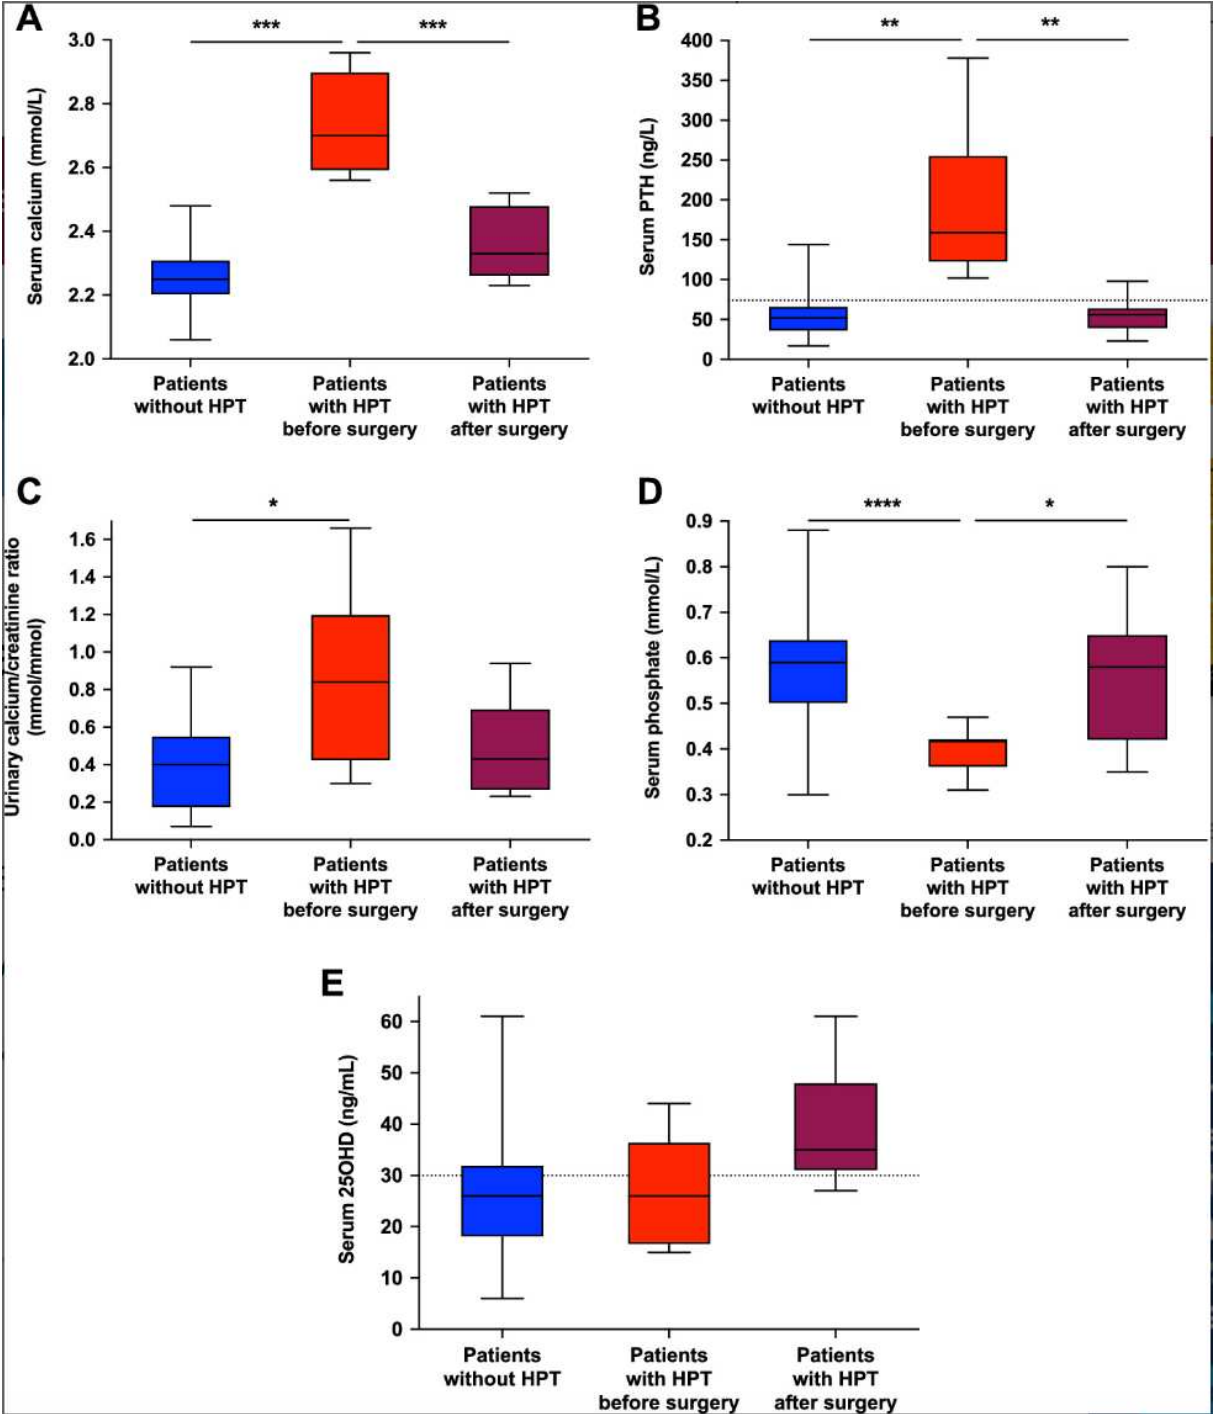 A
***
***
Serum calcium (mmol/L)
3.0
2.8
2.6
2.4
2.2
2.0
Patients
without HPT
Patients
with HPT
before surgery
Patients
with HPT
after surgery
B
**
**
Serum PTH (ng/L)
400
350
300
250
200
150
100
50
0
Patients
without HPT
Patients
with HPT
before surgery
Patients
with HPT
after surgery
C
*
Urinary calcium/creatinine ratio
(mmol/mmol)
1.6
1.4
1.2
1.0
0.8
0.6
0.4
0.2
0.0
Patients
without HPT
Patients
with HPT
before surgery
Patients
with HPT
after surgery
D
****
*
Serum phosphate (mmol/L)
0.9
0.8
0.7
0.6
0.5
0.4
0.3
0.2
Patients
without HPT
Patients
with HPT
before surgery
Patients
with HPT
after surgery
E
Serum 25OHD (ng/mL)
60
50
40
30
20
10
0
Patients
without HPT
Patients
with HPT
before surgery
Patients
with HPT
after surgery